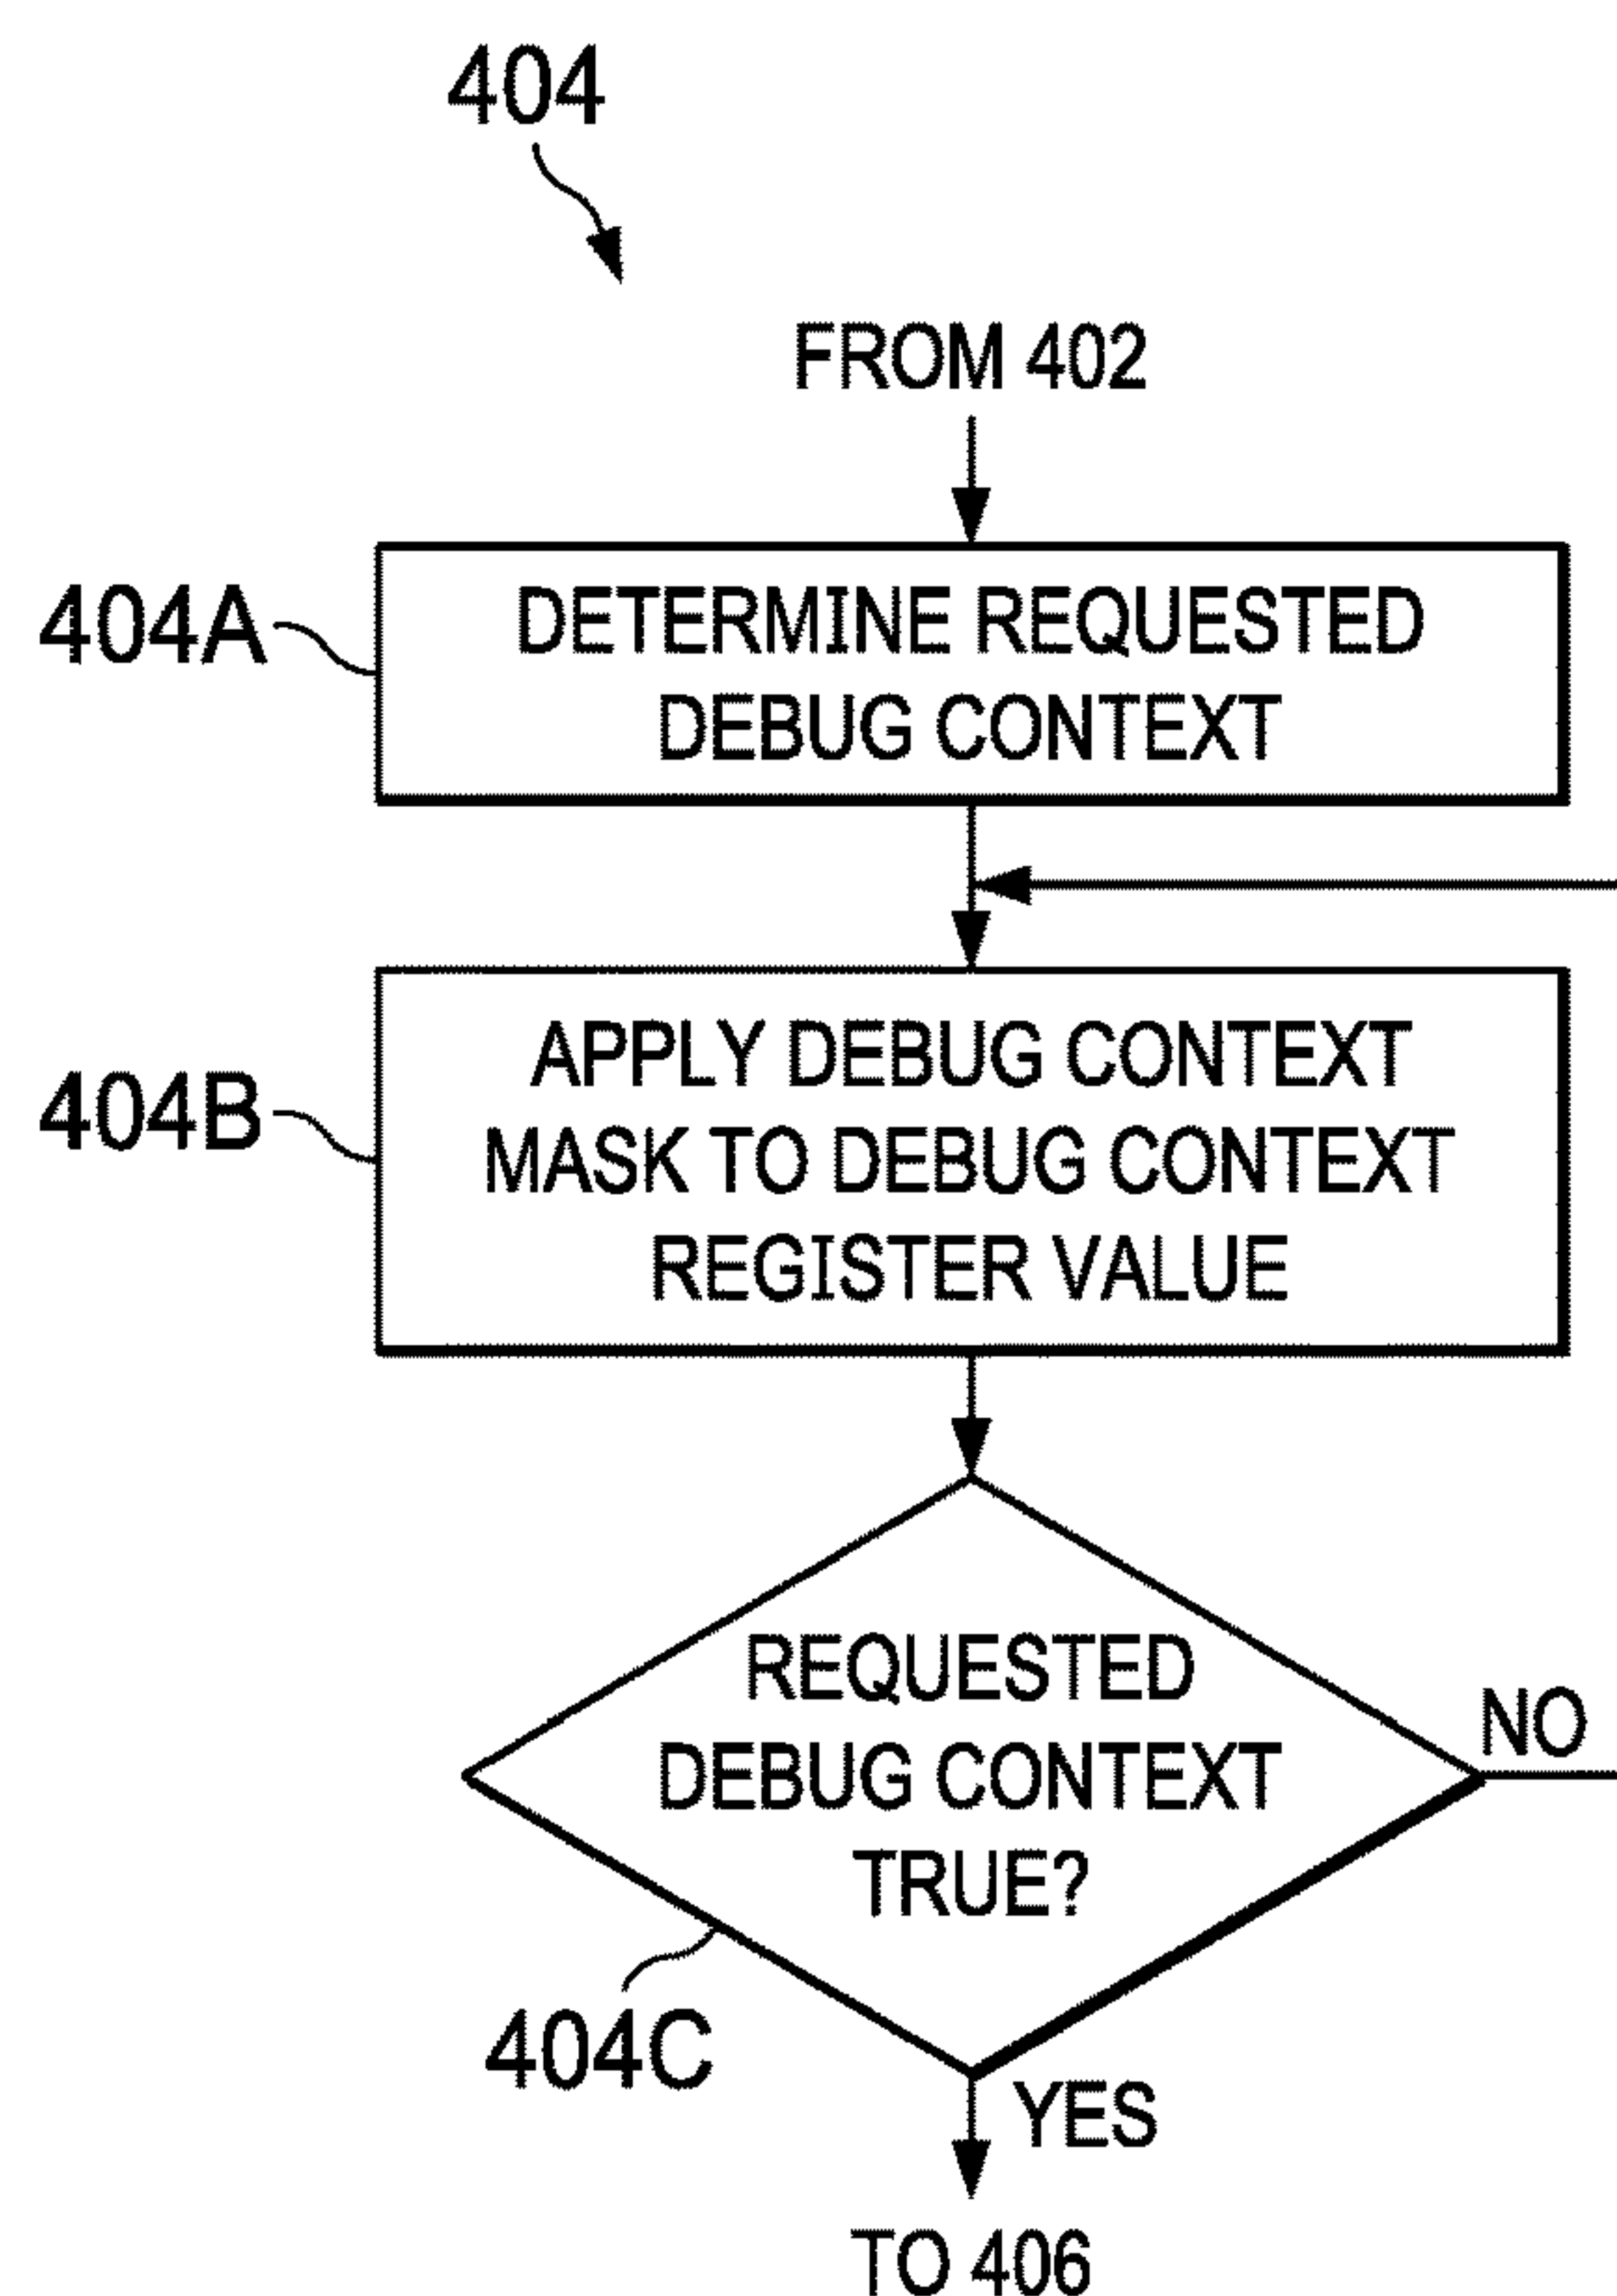 404
FROM 402
404A
DETERMINE REQUESTED
DEBUG CONTEXT
404B
APPLY DEBUG CONTEXT
MASK TO DEBUG CONTEXT
REGISTER VALUE
REQUESTED
DEBUG CONTEXT
TRUE?
NO
404C
YES
TO 406